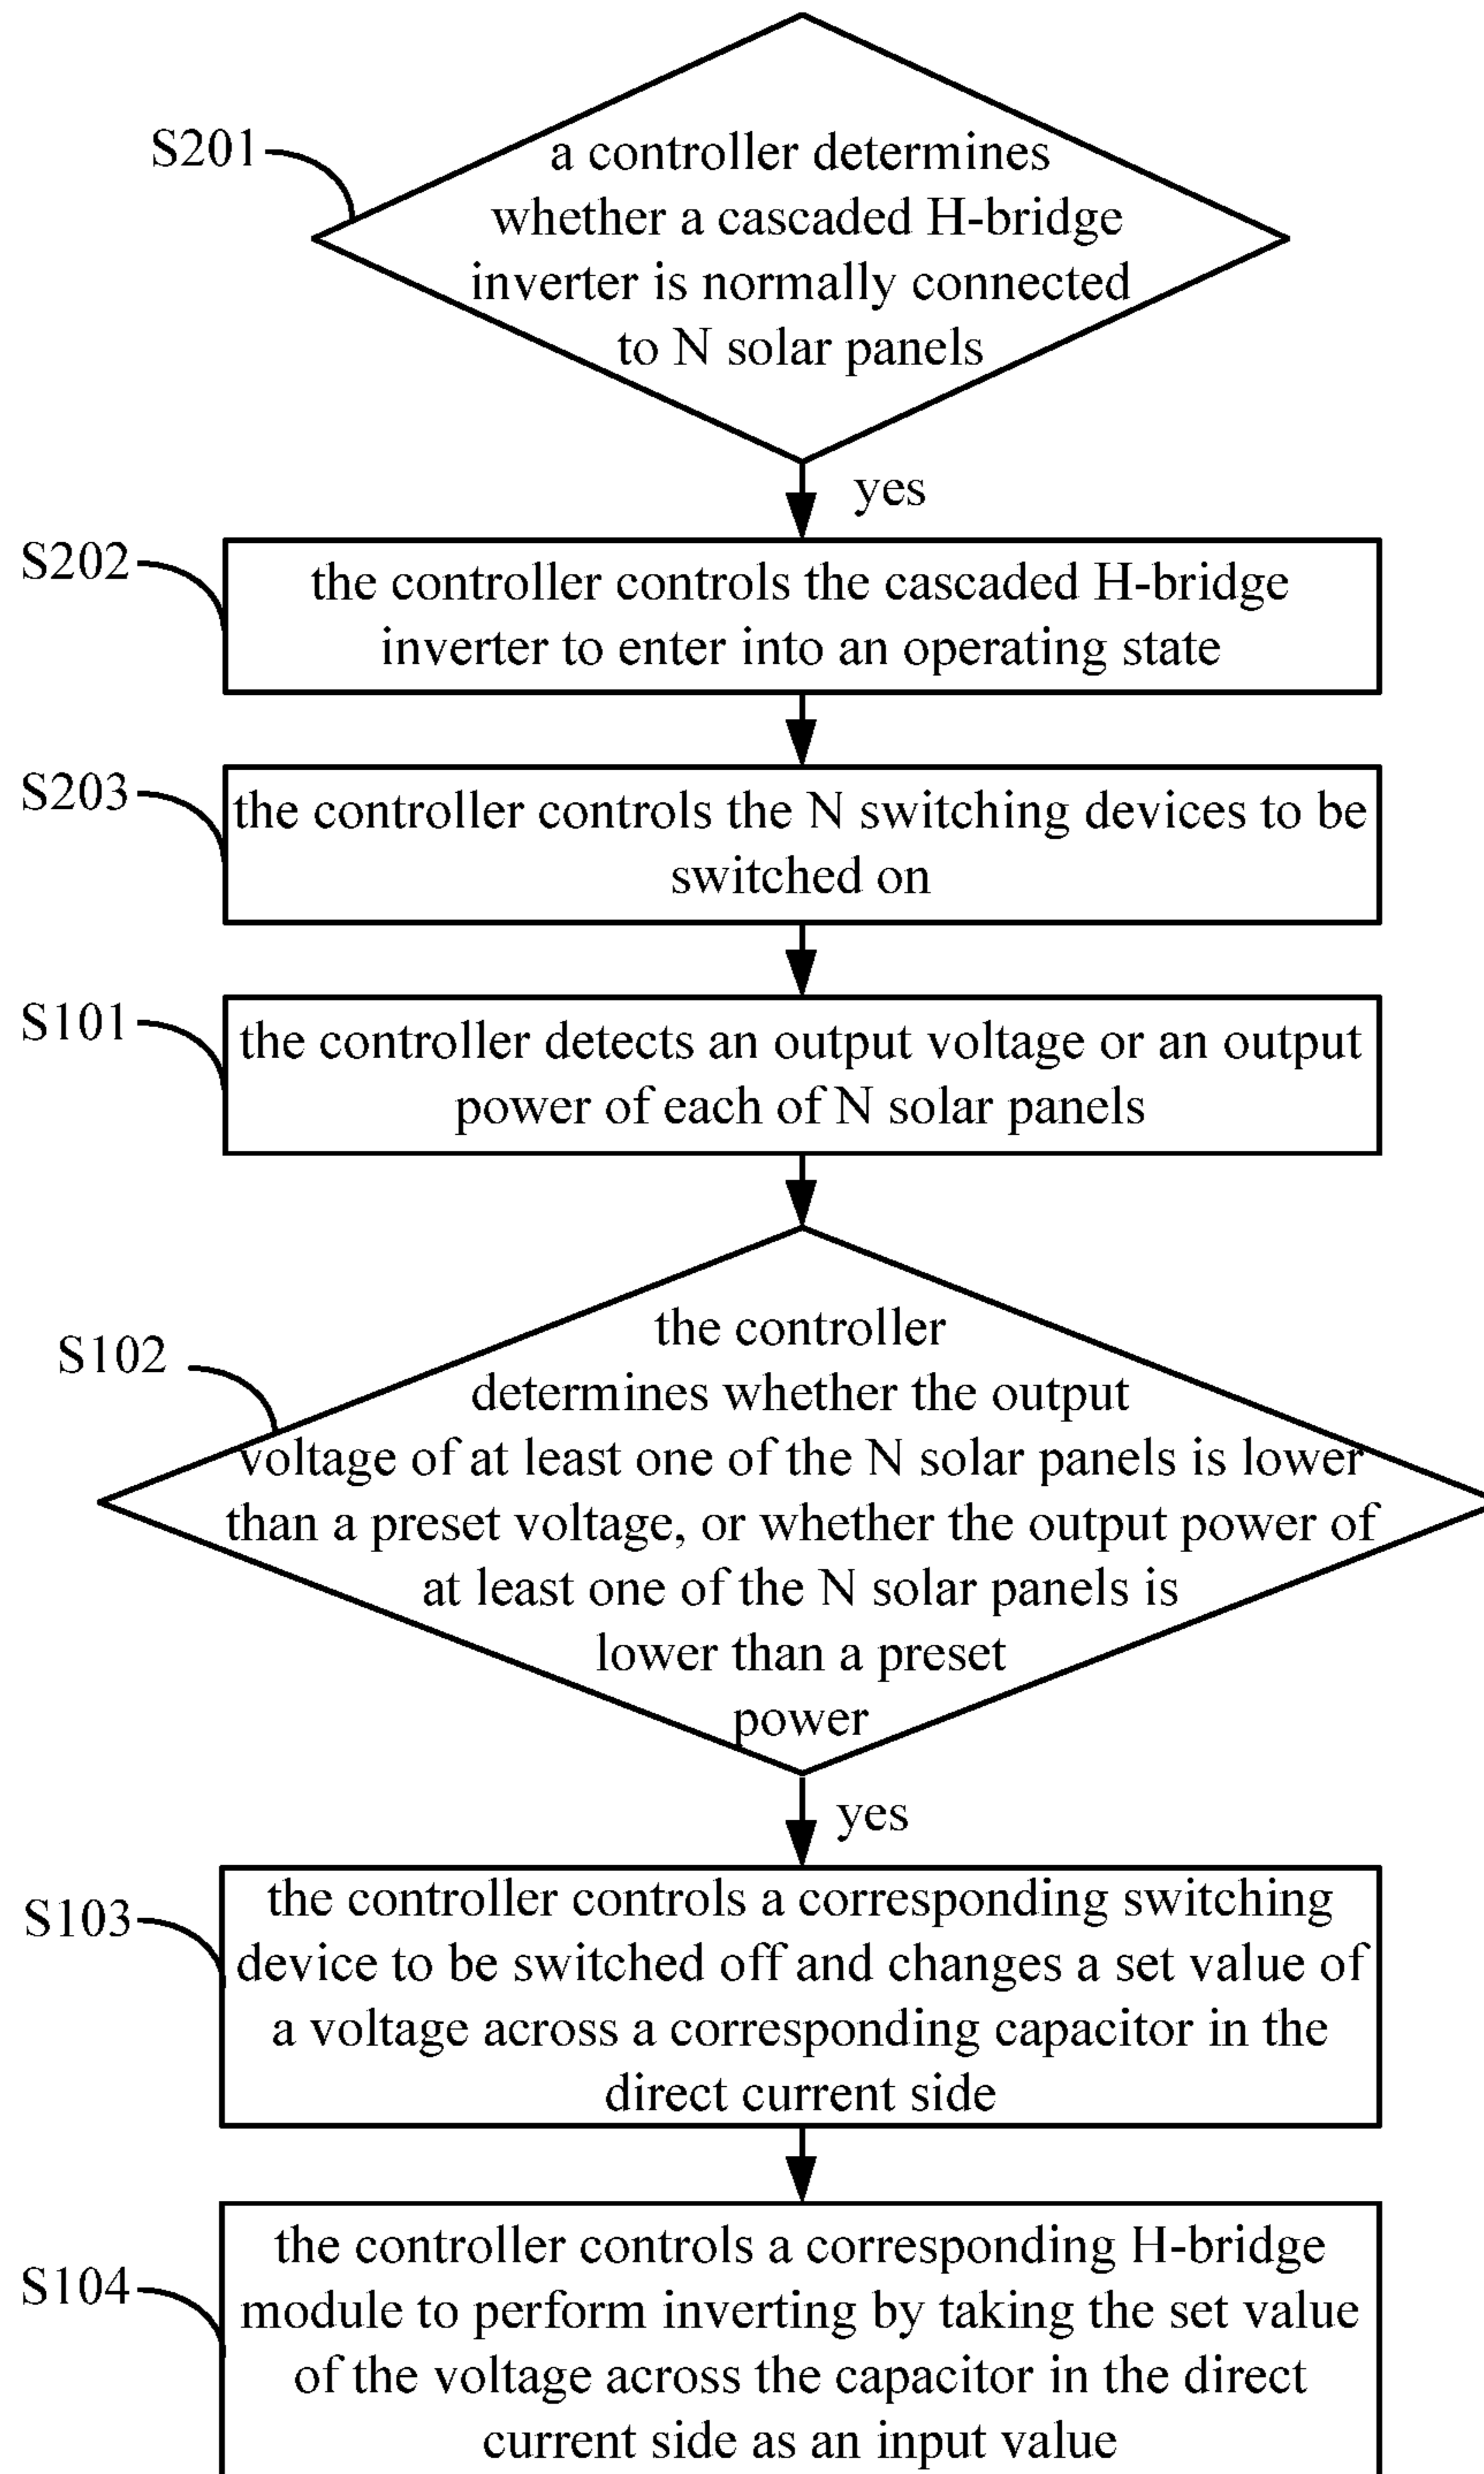 S201
a controller determines
whether a cascaded H-bridge
inverter is normally connected
to N solar panels
yes
S202
the controller controls the cascaded H-bridge
inverter to enter into an operating state
S203
the controller controls the N switching devices to be
switched on
S101
the controller detects an output voltage or an output
power of each of N solar panels
S102
the controller
determines whether the output
voltage of at least one of the N solar panels is lower
than a preset voltage, or whether the output power of
at least one of the N solar panels is
lower than a preset
power
yes
S103
the controller controls a corresponding switching
device to be switched off and changes a set value of
a voltage across a corresponding capacitor in the
direct current side
S104
the controller controls a corresponding H-bridge
module to perform inverting by taking the set value
of the voltage across the capacitor in the direct
current side as an input value